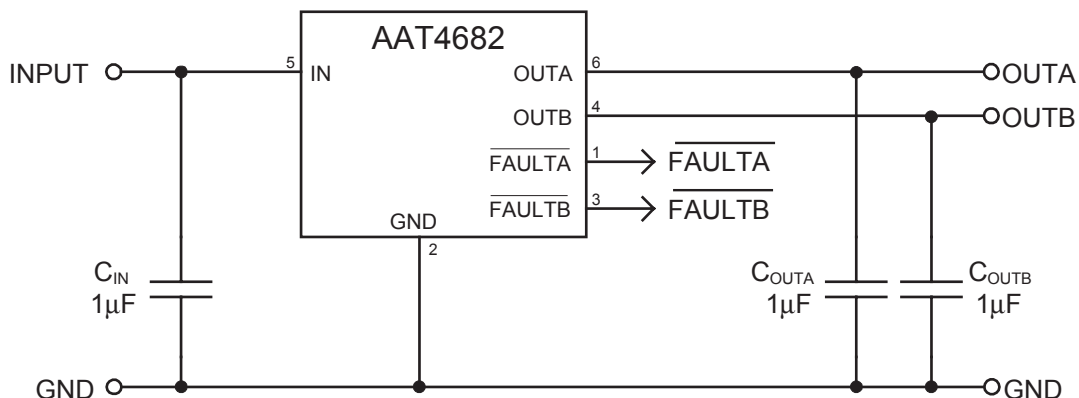 AAT4682
INPUT
5
IN
OUTA
6
OUTA
OUTB
4
OUTB
FAULTA
1
FAULTA
FAULTB
3
FAULTB
GND
2
CIN
1μF
COUTA
1μF
COUTB
1μF
GND
GND